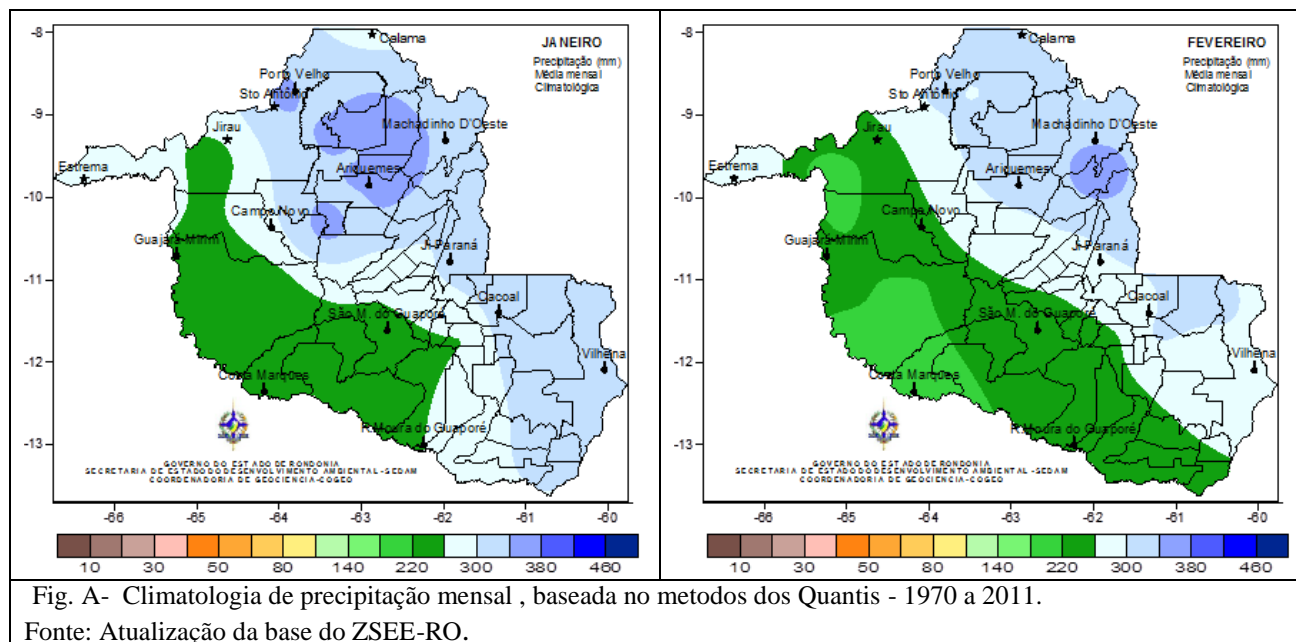 JANEIRO
Precipitação (mm)
Média mensal
Climatológica
-8
-9
-10
-11
-12
-13
Calama
Porto Velho
Sto Antônio
Machadinho D'Oeste
Jirau
Estrema
Ariquemes
Campo Novo
Guajará-Mirim
Ji-Paraná
Cacoal
São M. do Guaporé
Vilhena
Costa Marques
R.Moura do Guaporé
GOVERNO DO ESTADO DE RONDONIA
SECRETARIA DE ESTADO DO DESENVOLVIMENTO AMBIENTAL -SEDAM
COORDENADORIA DE GEOCIENCIA-COGEO
-66 -65 -64 -63 -62 -61 -60
10 30 50 80 140 220 300 380 460
FEVEREIRO
Precipitação (mm)
Média mensal
Climatológica
-8
-9
-10
-11
-12
-13
Calama
Porto Velho
Sto Antônio
Machadinho D'Oeste
Jirau
Estrema
Ariquemes
Campo Novo
Guajará-Mirim
Ji-Paraná
Cacoal
São M. do Guaporé
Vilhena
Costa Marques
R.Moura do Guaporé
GOVERNO DO ESTADO DE RONDONIA
SECRETARIA DE ESTADO DO DESENVOLVIMENTO AMBIENTAL -SEDAM
COORDENADORIA DE GEOCIENCIA-COGEO
-66 -65 -64 -63 -62 -61 -60
10 30 50 80 140 220 300 380 460
Fig. A- Climatologia de precipitação mensal , baseada no metodos dos Quantis - 1970 a 2011.
Fonte: Atualização da base do ZSEE-RO.